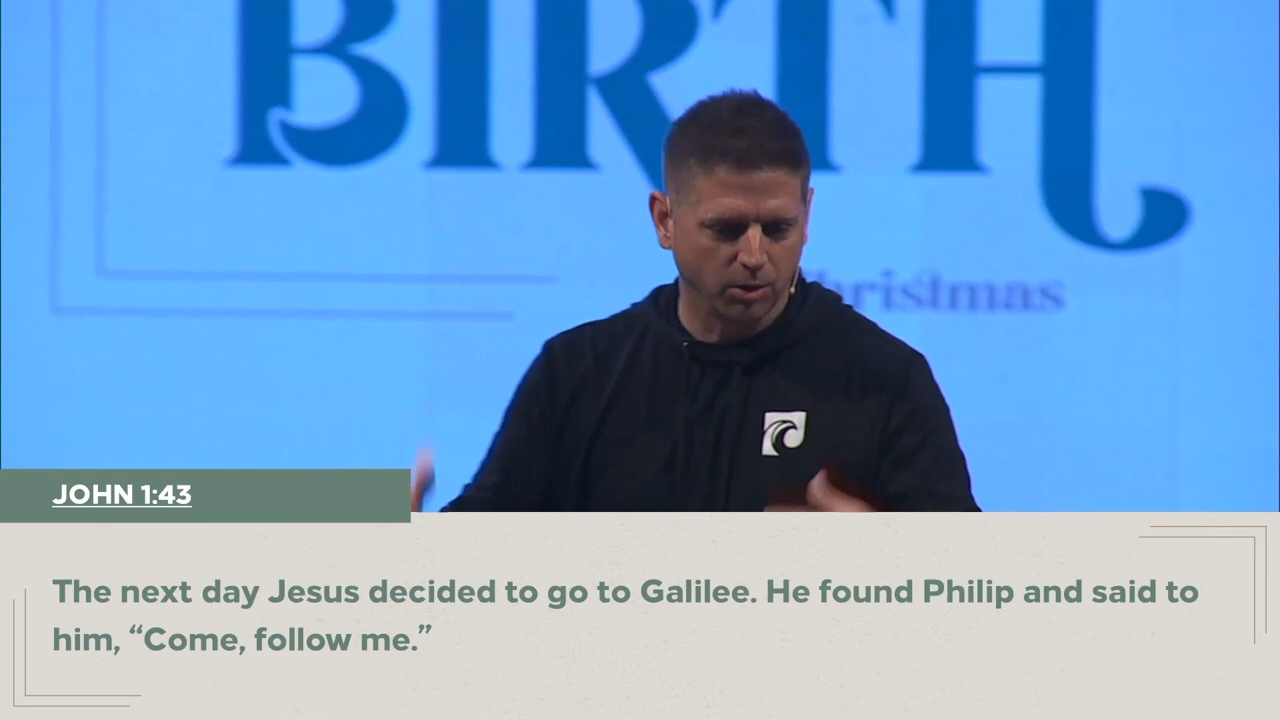 BIRTH
Christmas
JOHN 1:43
The next day Jesus decided to go to Galilee. He found Philip and said to
him, “Come, follow me.”